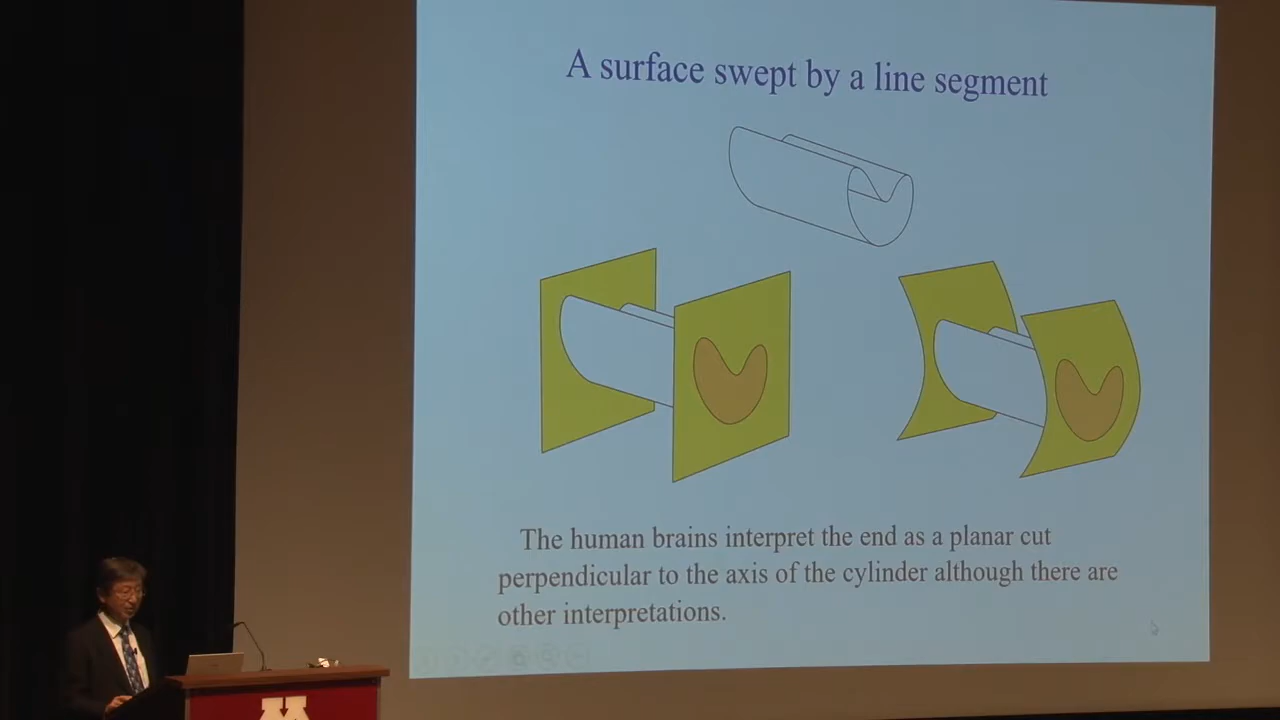 A surface swept by a line segment
The human brains interpret the end as a planar cut
perpendicular to the axis of the cylinder although there are
other interpretations.
M